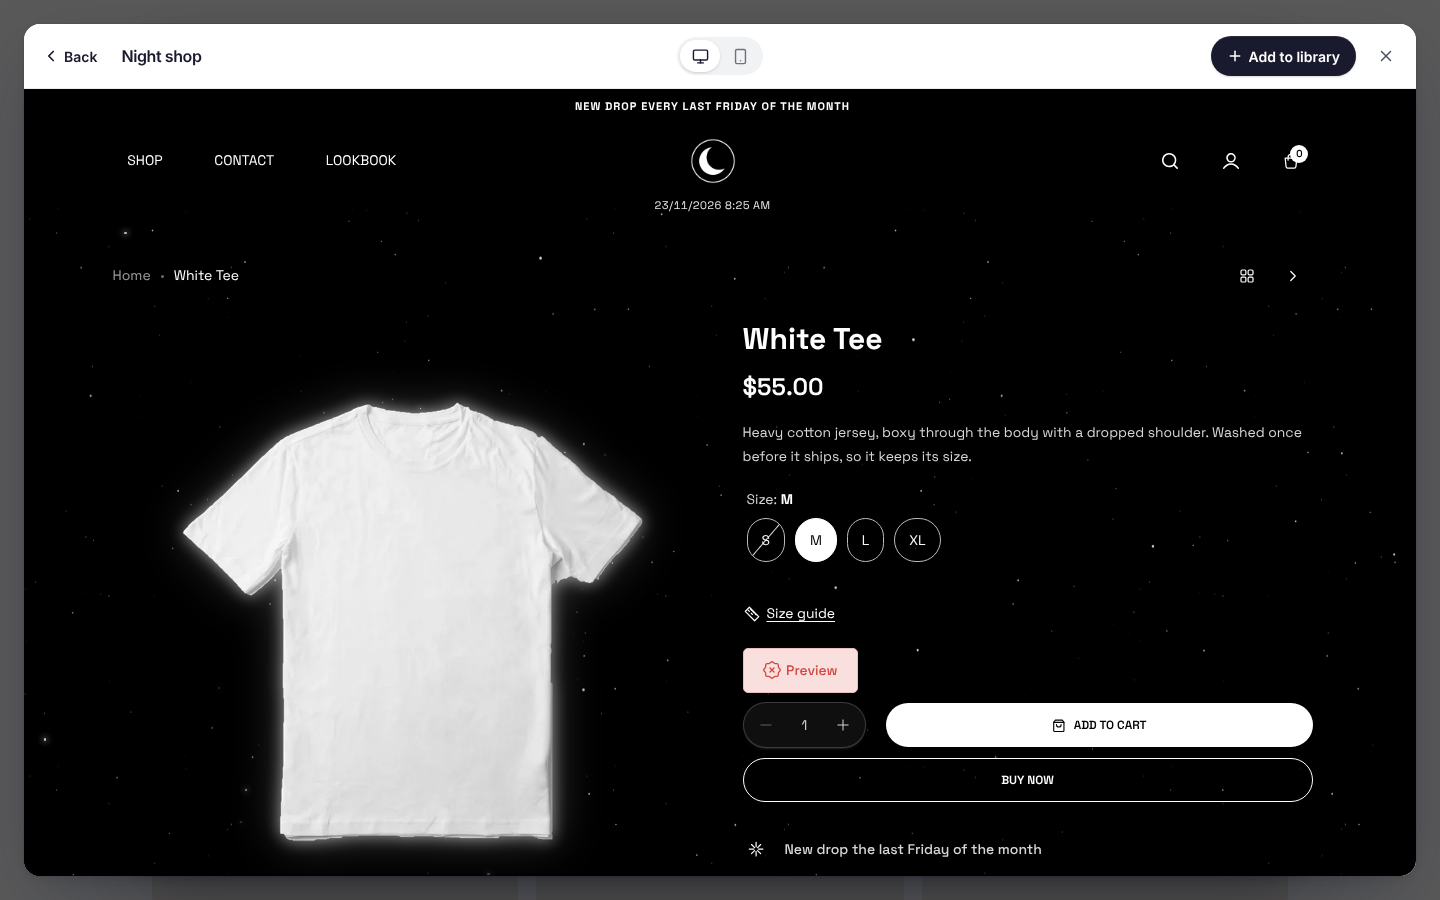 Back
Night shop
Add to library
NEW DROP EVERY LAST FRIDAY OF THE MONTH
SHOP
CONTACT
LOOKBOOK
0
23/11/2026 8:25 AM
Home • White Tee
White Tee
$55.00
Heavy cotton jersey, boxy through the body with a dropped shoulder. Washed once
before it ships, so it keeps its size.
Size: M
S
M
L
XL
Size guide
Preview
1
ADD TO CART
BUY NOW
New drop the last Friday of the month